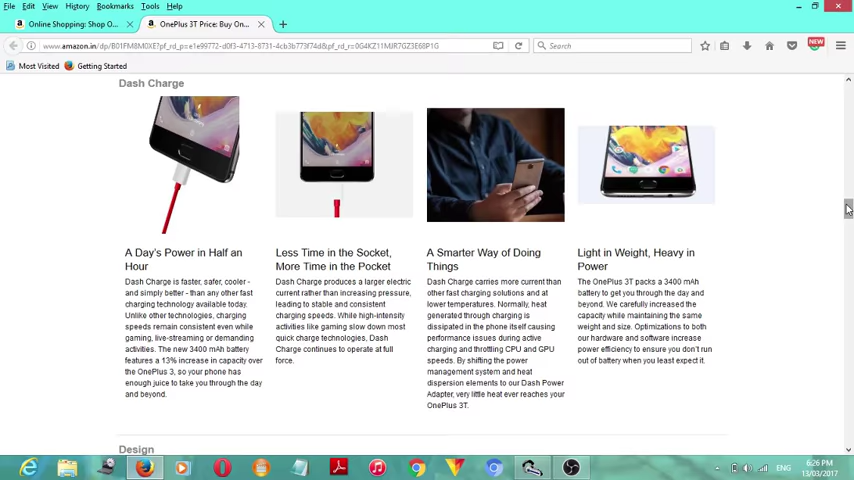 File Edit View History Bookmarks Tools Help
Online Shopping: Shop O...
OnePlus 3T Price: Buy On...
www.amazon.in/dp/B01FM8M0XE?pf_rd_p=e1e99772-d0f3-4713-8731-4cb3b773f74d&pf_rd_r=0G4KZ11MJR7GZ3E68P1G
Search
NEW
Most Visited Getting Started
Dash Charge
A Day's Power in Half an
Hour
Dash Charge is faster, safer, cooler -
and simply better - than any other fast
charging technology available today.
Unlike other technologies, charging
speeds remain consistent even while
gaming, live-streaming or demanding
activities. The new 3400 mAh battery
features a 13% increase in capacity over
the OnePlus 3, so your phone has
enough juice to take you through the day
and beyond.
Less Time in the Socket,
More Time in the Pocket
Dash Charge produces a larger electric
current rather than increasing pressure,
leading to stable and consistent
charging speeds. While high-intensity
activities like gaming slow down most
quick charge technologies, Dash
Charge continues to operate at full
force.
A Smarter Way of Doing
Things
Dash Charge carries more current than
other fast charging solutions and at
lower temperatures. Normally, heat
generated through charging is
dissipated in the phone itself causing
performance issues during active
charging and throttling CPU and GPU
speeds. By shifting the power
management system and heat
dispersion elements to our Dash Power
Adapter, very little heat ever reaches your
OnePlus 3T.
Light in Weight, Heavy in
Power
The OnePlus 3T packs a 3400 mAh
battery to get you through the day and
beyond. We carefully increased the
capacity while maintaining the same
weight and size. Optimizations to both
our hardware and software increase
power efficiency to ensure you don't run
out of battery when you least expect it.
Design
ENG
6:26 PM
13/03/2017